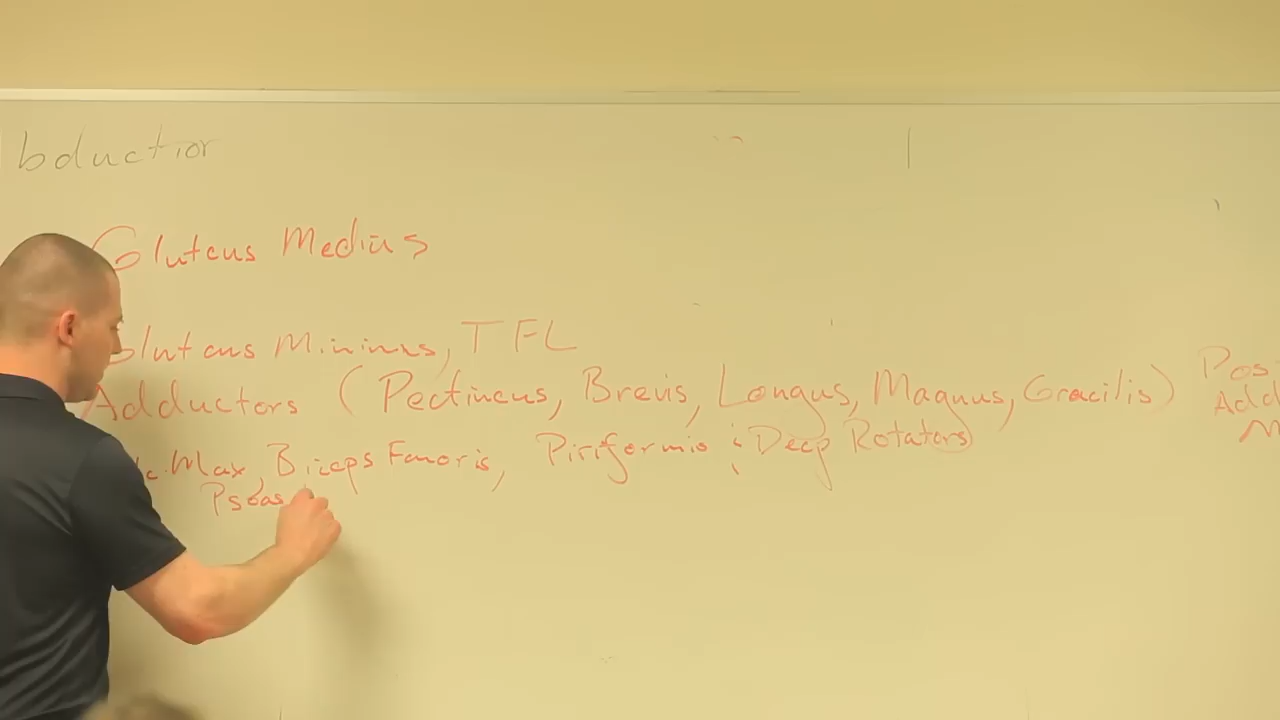 bduction
Gluteus Medius
Gluteus Minimus, TFL
Adductors (Pectineus, Brevis, Longus, Magnus, Gracilis)
Pos
Add
M
c. Max, Biceps Femoris, Piriformis ; Deep Rotators
Psoas